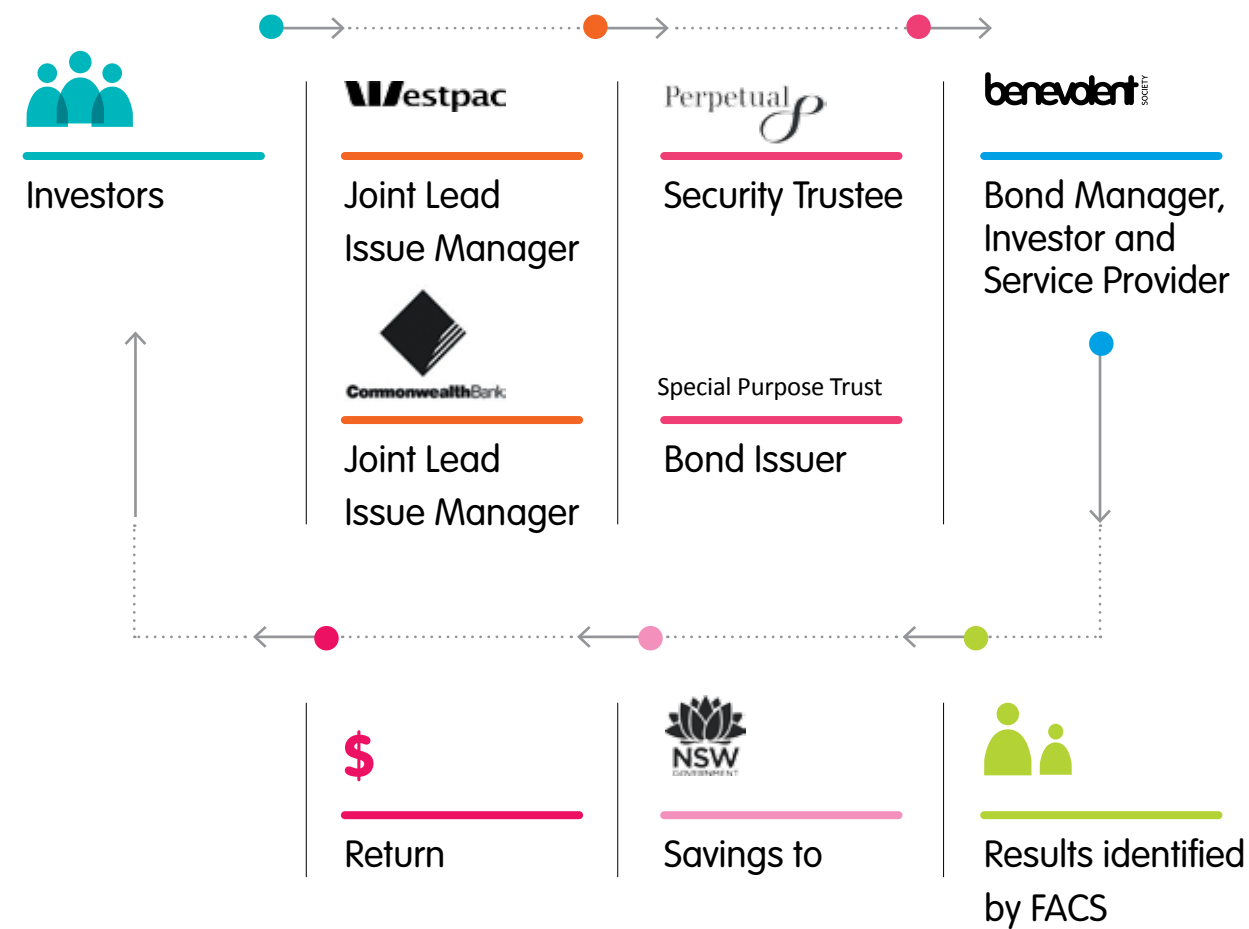 Westpac
Perpetual
benevolent
SOCIETY
Investors
Joint Lead
Issue Manager
Security Trustee
Bond Manager,
Investor and
Service Provider
CommonwealthBank
Special Purpose Trust
Joint Lead
Issue Manager
Bond Issuer
$
NSW
GOVERNMENT
Return
Savings to
Results identified
by FACS